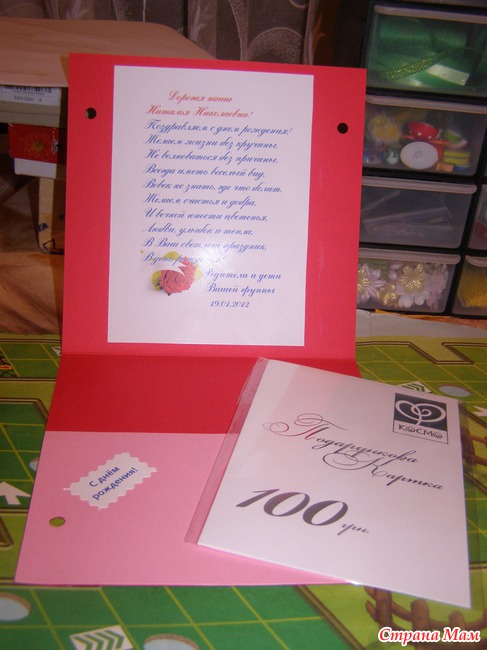 Дорогая наша
Наталья Николаевна!
Поздравляем с днем рождения!
Желаем жизни без кручины,
Не волноваться без причины,
Всегда иметь веселый вид,
Вовек не знать, где что болит.
Желаем счастья и добра,
И вечной юности цветенья,
Любви, улыбок и тепла,
В Ваш светлый праздник,
Родители и дети
Вашей группы
19.01.2012
С днём
рождения!
КОСМО
Подарункова
Картка
100 грн.
Страна Мам